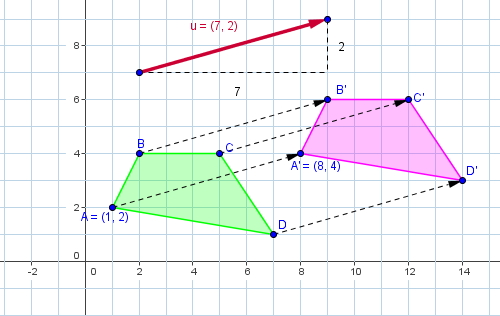 u = (7, 2)
8
2
7
B'
6
C'
B
4
C
A' = (8, 4)
D'
2
A = (1, 2)
D
0
-2 0 2 4 6 8 10 12 14